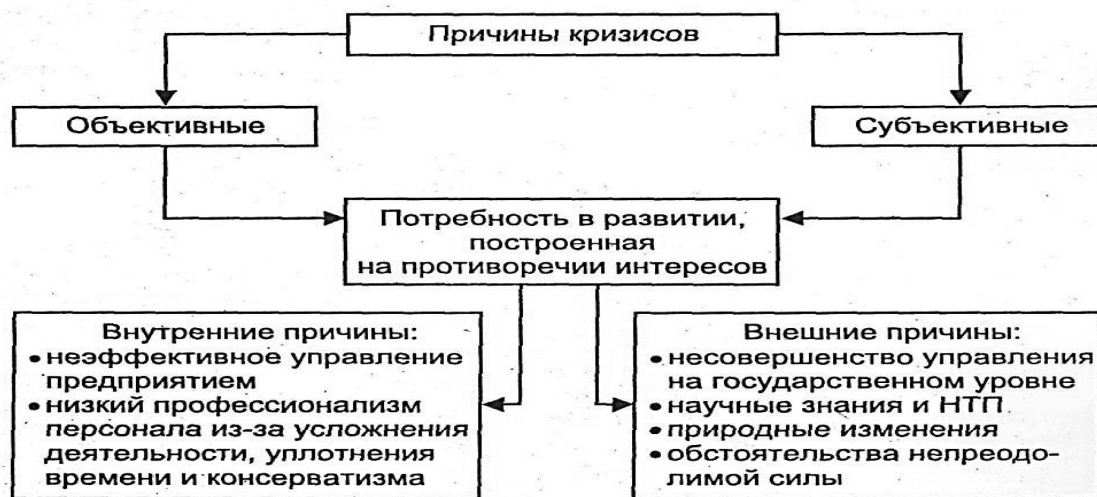 Причины кризисов
Объективные
Субъективные
Потребность в развитии,
построенная
на противоречии интересов
Внутренние причины:
• неэффективное управление
предприятием
• низкий профессионализм
персонала из-за усложнения
деятельности, уплотнения
времени и консерватизма
Внешние причины:
• несовершенство управления
на государственном уровне
• научные знания и НТП
• природные изменения
• обстоятельства непреодо-
лимой силы